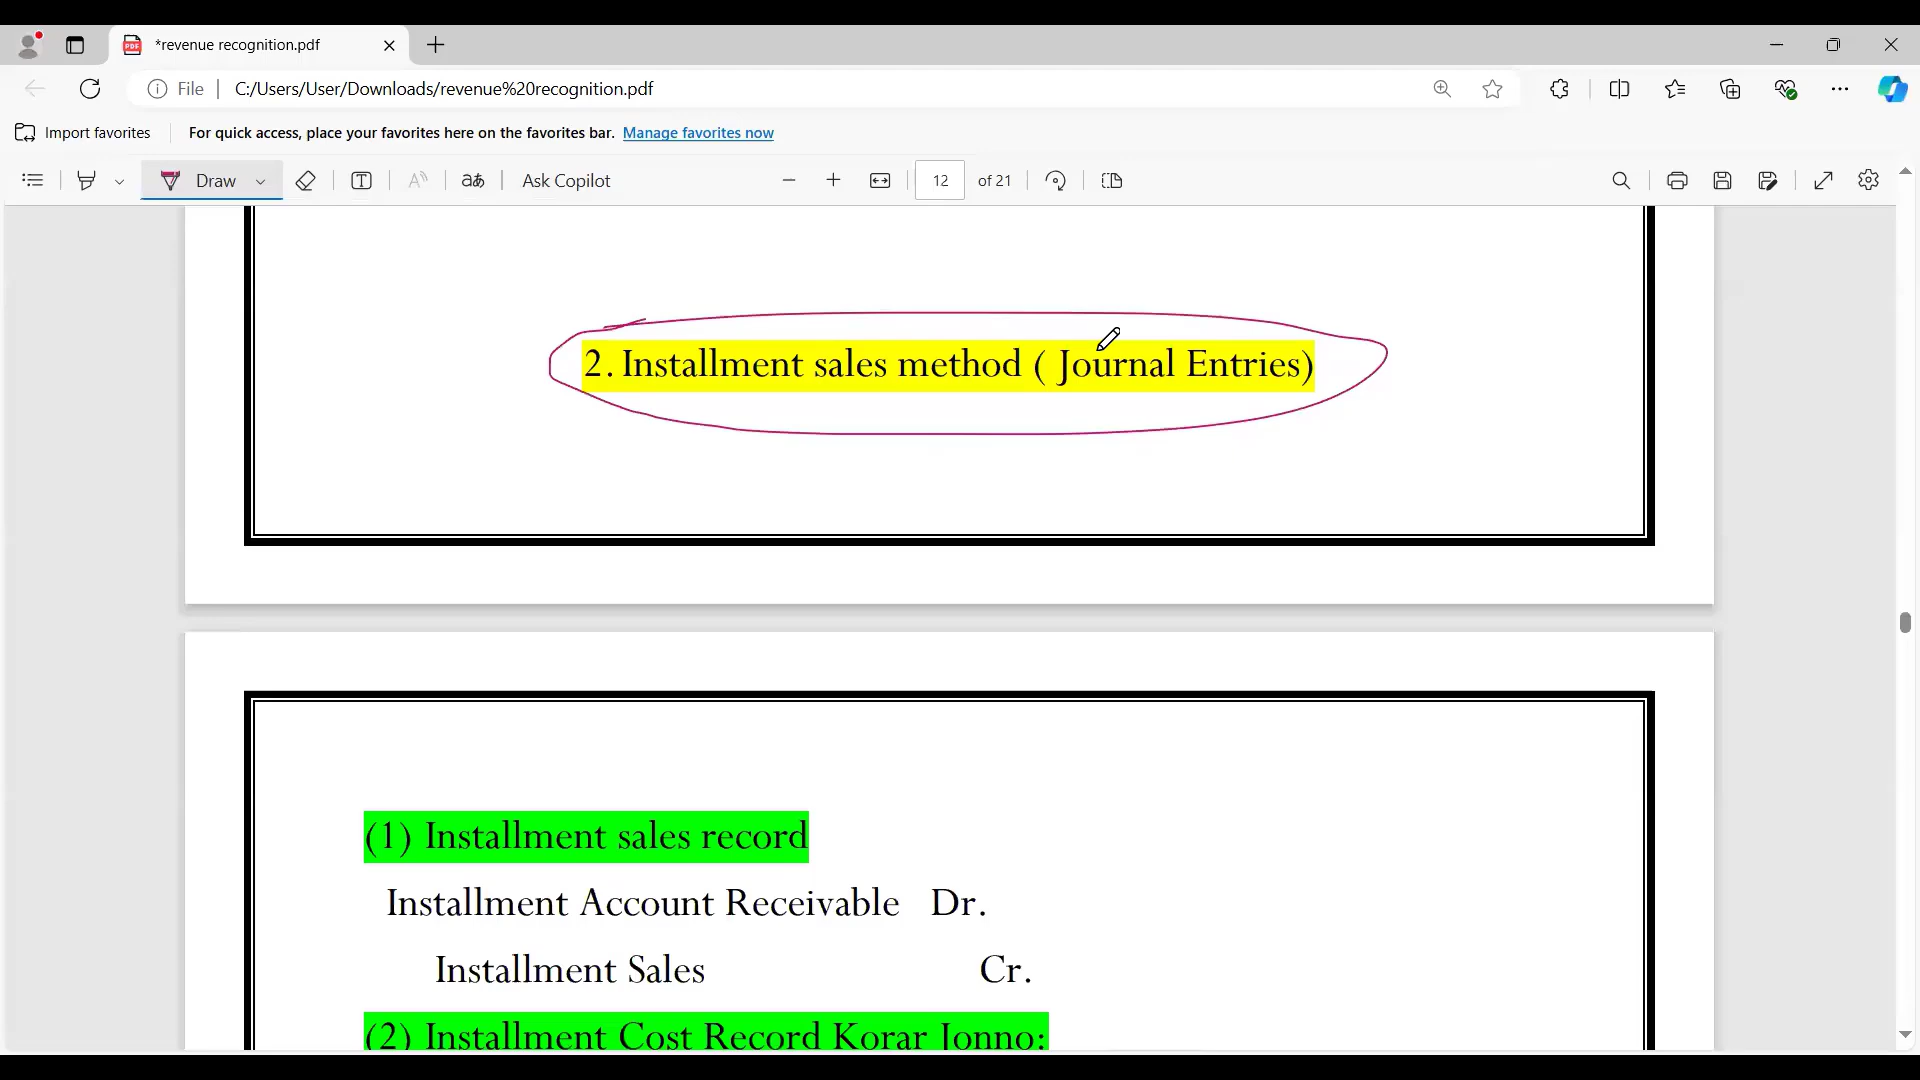 *revenue recognition.pdf
File C:/Users/User/Downloads/revenue%20recognition.pdf
Import favorites For quick access, place your favorites here on the favorites bar. Manage favorites now
Draw Ask Copilot 12 of 21
2. Installment sales method ( Journal Entries)
(1) Installment sales record
Installment Account Receivable Dr.
Installment Sales Cr.
(2) Installment Cost Record Korar Jonno: